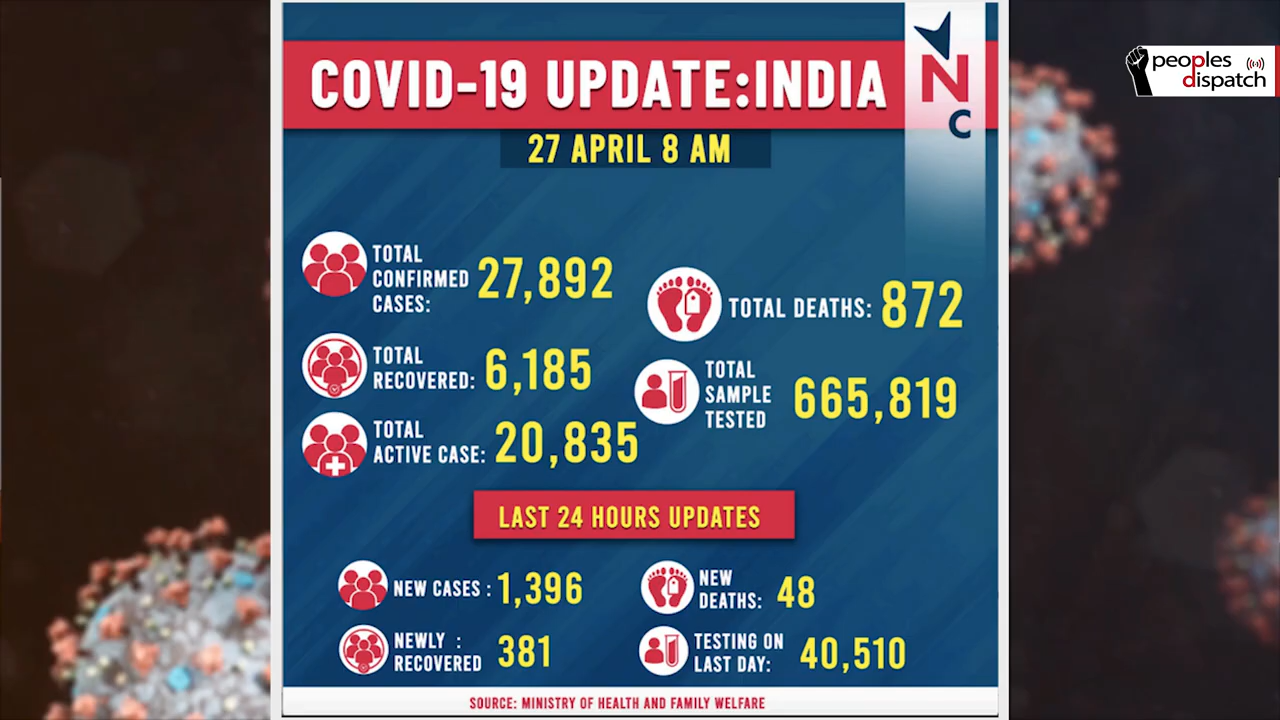 COVID-19 UPDATE:INDIA
N
C
peoples
dispatch
27 APRIL 8 AM
TOTAL
CONFIRMED
CASES:
27,892
TOTAL DEATHS: 872
TOTAL
RECOVERED:
6,185
TOTAL
SAMPLE
TESTED
665,819
TOTAL
ACTIVE CASE:
20,835
LAST 24 HOURS UPDATES
NEW CASES : 1,396
NEW
DEATHS:
48
NEWLY :
RECOVERED
381
TESTING ON
LAST DAY:
40,510
SOURCE: MINISTRY OF HEALTH AND FAMILY WELFARE